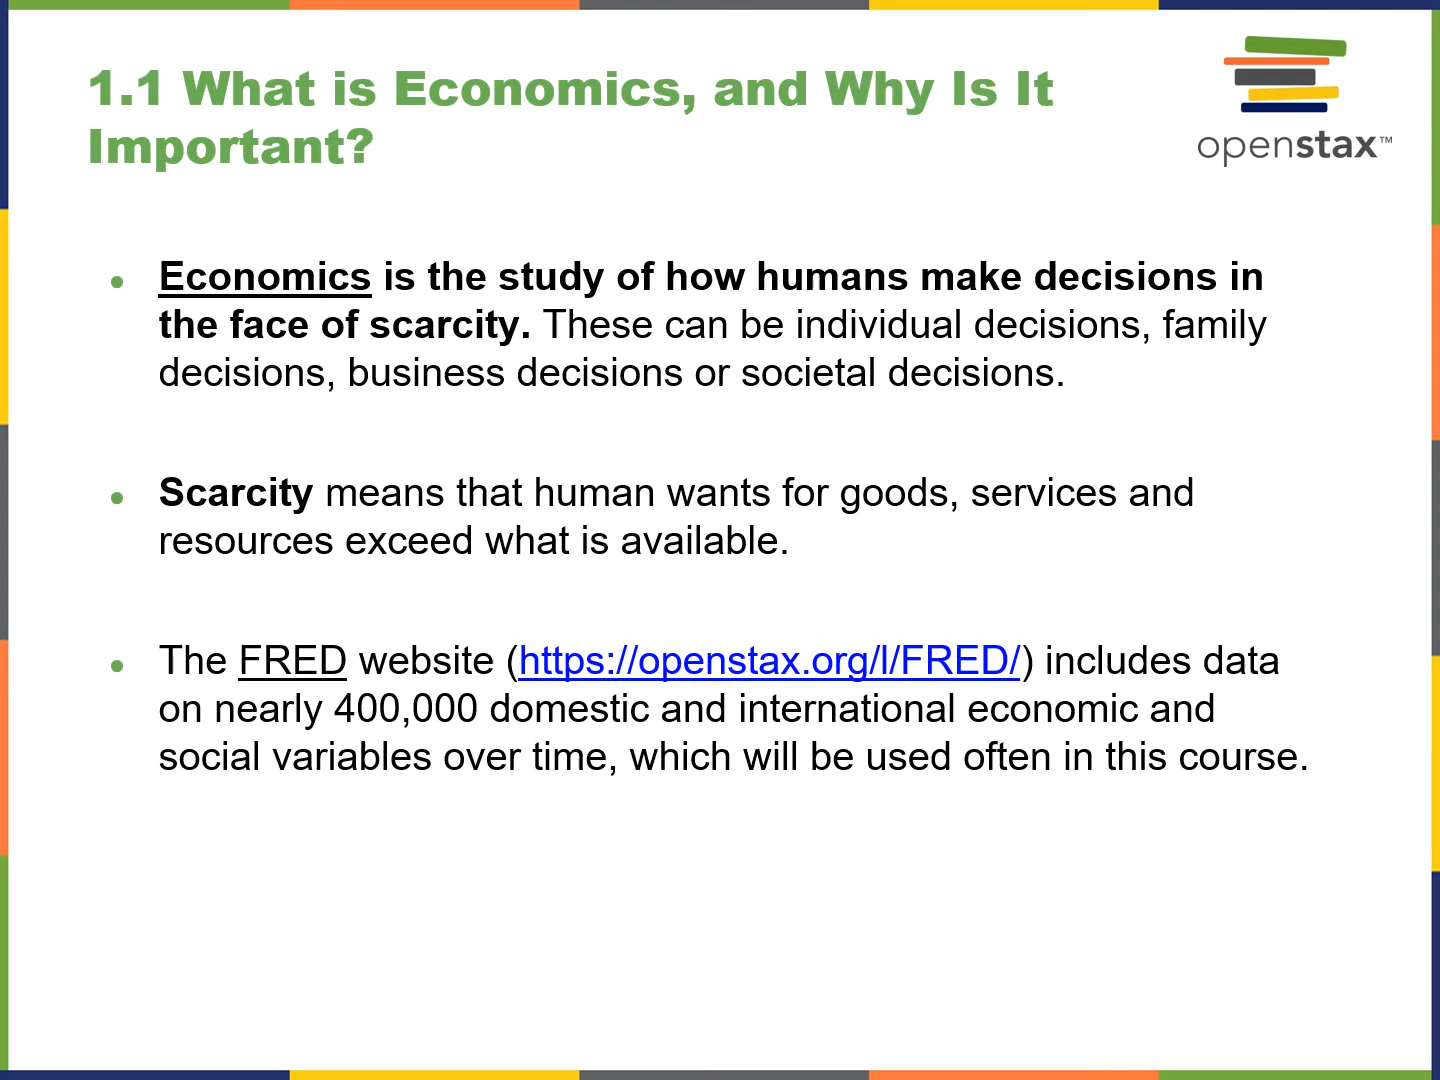 1.1 What is Economics, and Why Is It
Important?
openstax™
• Economics is the study of how humans make decisions in
the face of scarcity. These can be individual decisions, family
decisions, business decisions or societal decisions.
• Scarcity means that human wants for goods, services and
resources exceed what is available.
• The FRED website (https://openstax.org/l/FRED/) includes data
on nearly 400,000 domestic and international economic and
social variables over time, which will be used often in this course.